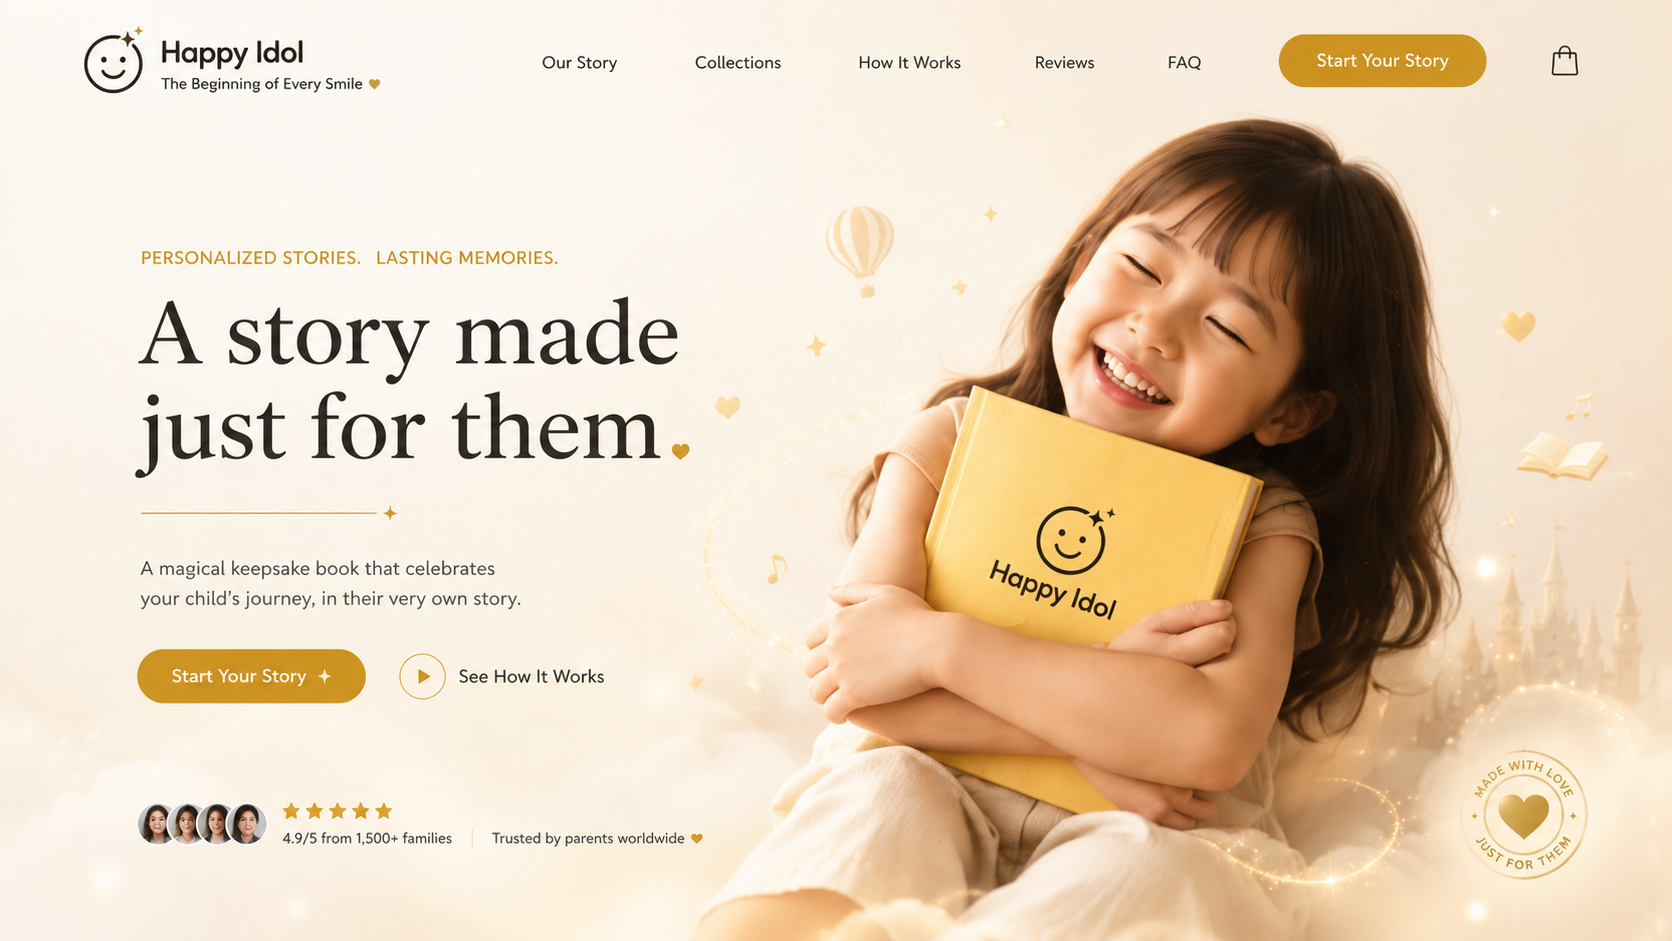 Happy Idol
The Beginning of Every Smile
Our Story
Collections
How It Works
Reviews
FAQ
Start Your Story
PERSONALIZED STORIES. LASTING MEMORIES.
A story made
just for them
A magical keepsake book that celebrates
your child's journey, in their very own story.
Start Your Story
See How It Works
4.9/5 from 1,500+ families
Trusted by parents worldwide
Happy Idol
MADE WITH LOVE
JUST FOR THEM